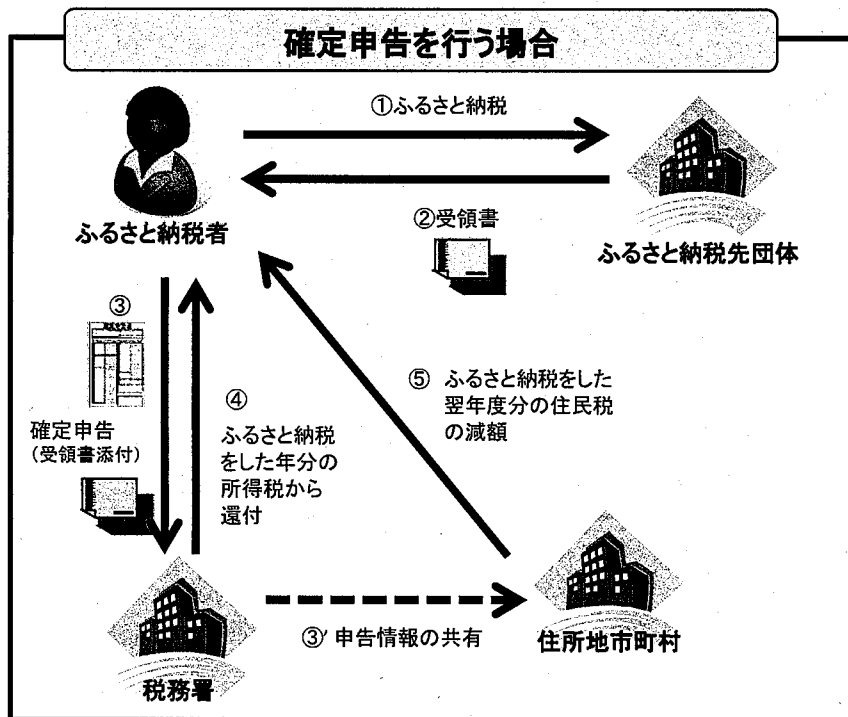 確定申告を行う場合
①ふるさと納税
②受領書
ふるさと納税者
ふるさと納税先団体
③
確定申告
(受領書添付)
④
ふるさと納税
をした年分の
所得税から
還付
⑤ ふるさと納税をした
翌年度分の住民税
の減額
③’申告情報の共有
税務署
住所地市町村